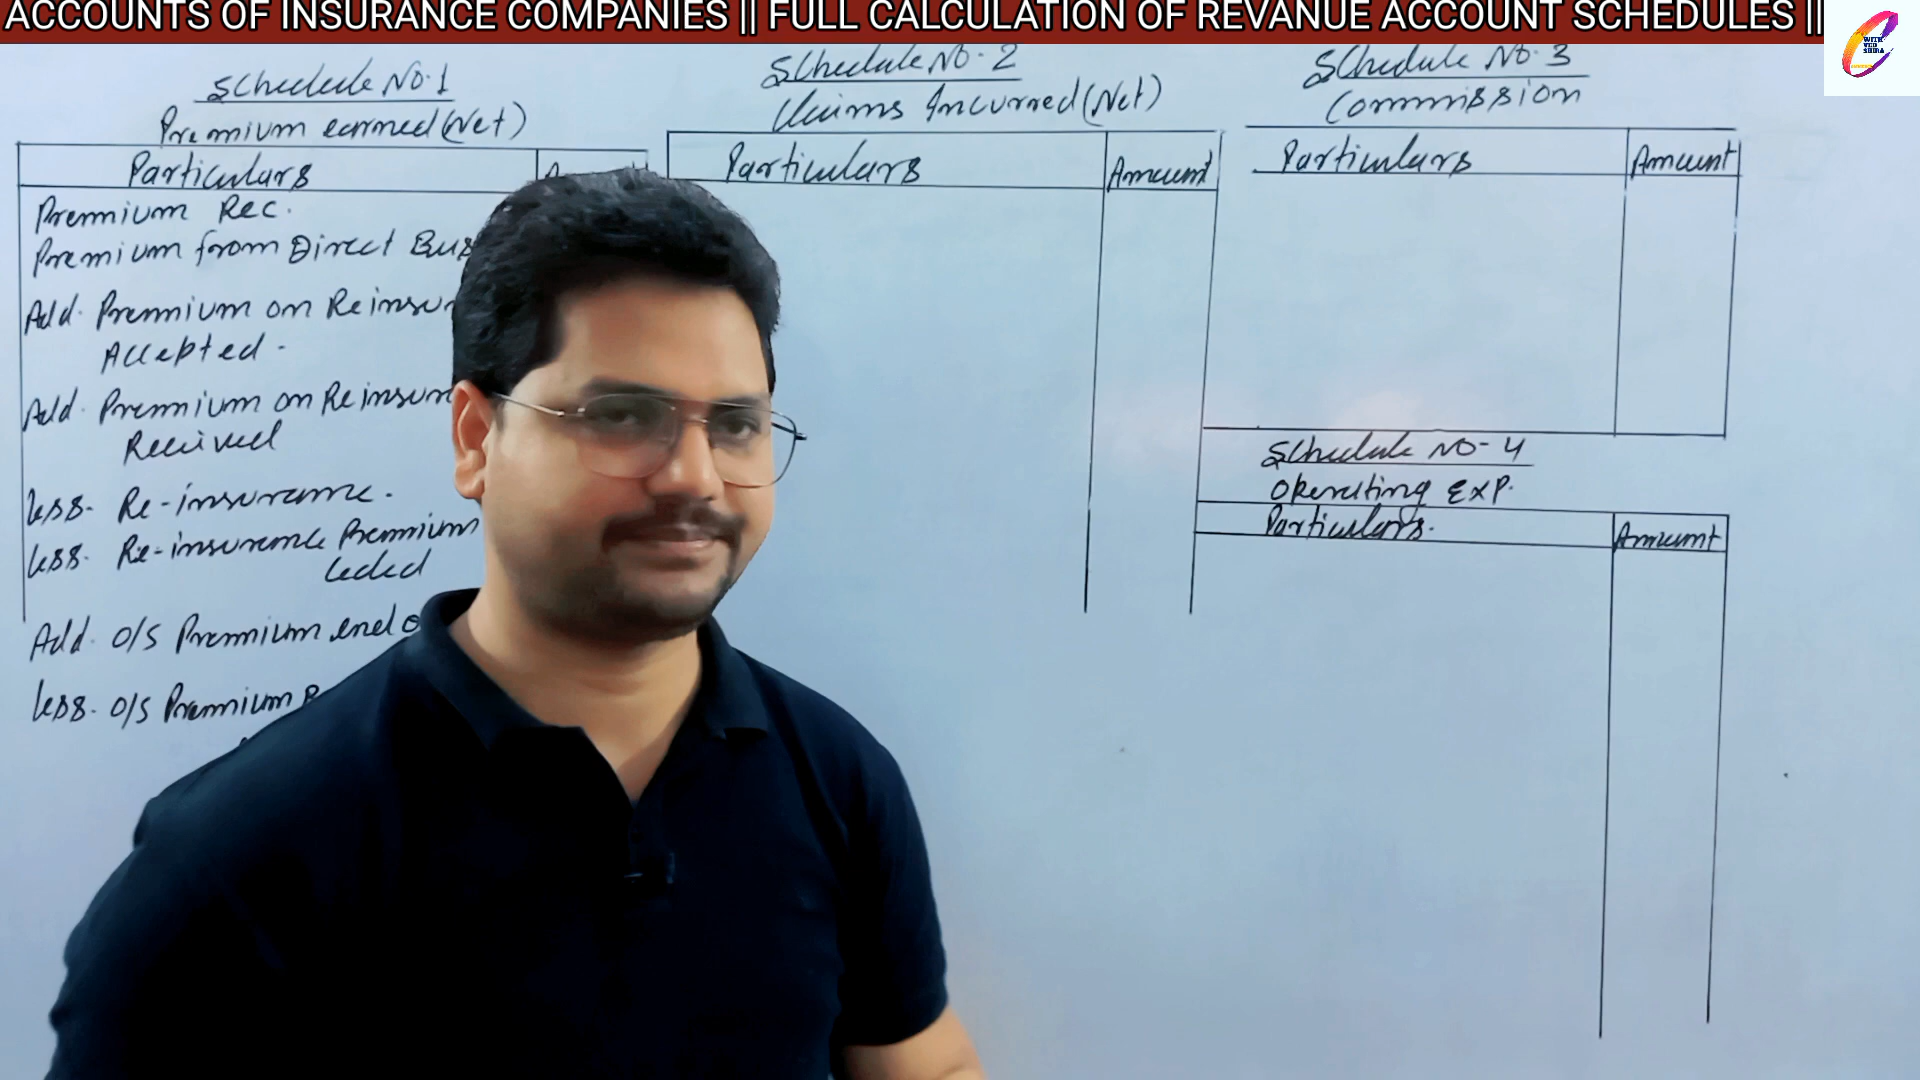 ACCOUNTS OF INSURANCE COMPANIES || FULL CALCULATION OF REVANUE ACCOUNT SCHEDULES ||
WITH
VED
SHIRA
Schedule No. 1
Premium earned (Net)
Particulars
Premium Rec.
Premium from Direct
Add. Premium on
Accepted.
Add. Premium on
Received
less. Re-insurance.
less. Re-insurance Premium
Ceded
Add. O/S Premium end
less. O/S Premium
Schedule No. 2
Claims Incurred (Net)
Particulars Amount
Schedule No. 3
Commission
Particulars Amount
Schedule No-4
Operating Exp.
Particulars. Amount